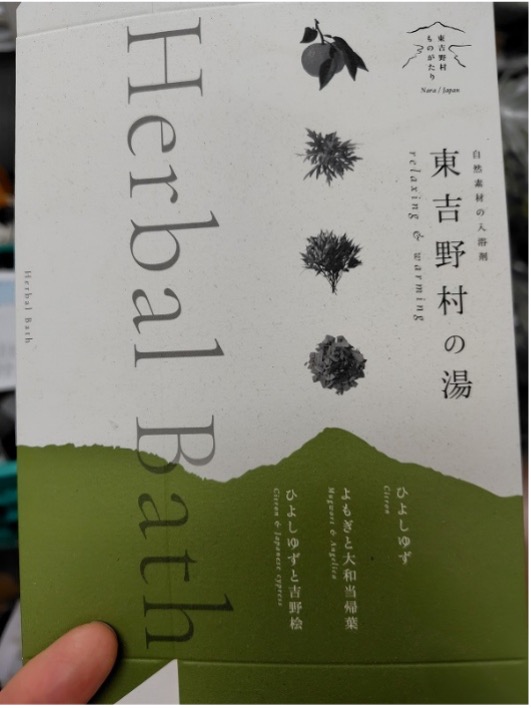 東吉野村
ものがたり
Nara / Japan
自然素材の入浴剤
東吉野村の湯
relaxing & warming
Herbal Bath
ひよしゆず
Citron
よもぎと大和当帰葉
Mugwort & Angelica
ひよしゆずと吉野桧
Citron & Japanese cypress
Herbal Bath